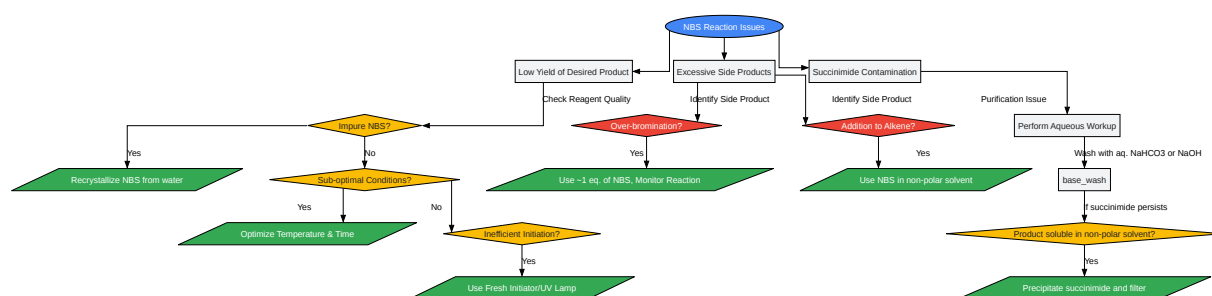 NBS Reaction Issues
Low Yield of Desired Product
Excessive Side Products
Succinimide Contamination
Check Reagent Quality
Identify Side Product
Identify Side Product
Purification Issue
Impure NBS?
Over-bromination?
Addition to Alkene?
Perform Aqueous Workup
Yes
No
Yes
Yes
Wash with aq. NaHCO3 or NaOH
Recrystallize NBS from water
Sub-optimal Conditions?
Use ~1 eq. of NBS, Monitor Reaction
Use NBS in non-polar solvent
base_wash
Yes
No
If succinimide persists
Optimize Temperature & Time
Inefficient Initiation?
Product soluble in non-polar solvent?
Yes
Yes
Use Fresh Initiator/UV Lamp
Precipitate succinimide and filter